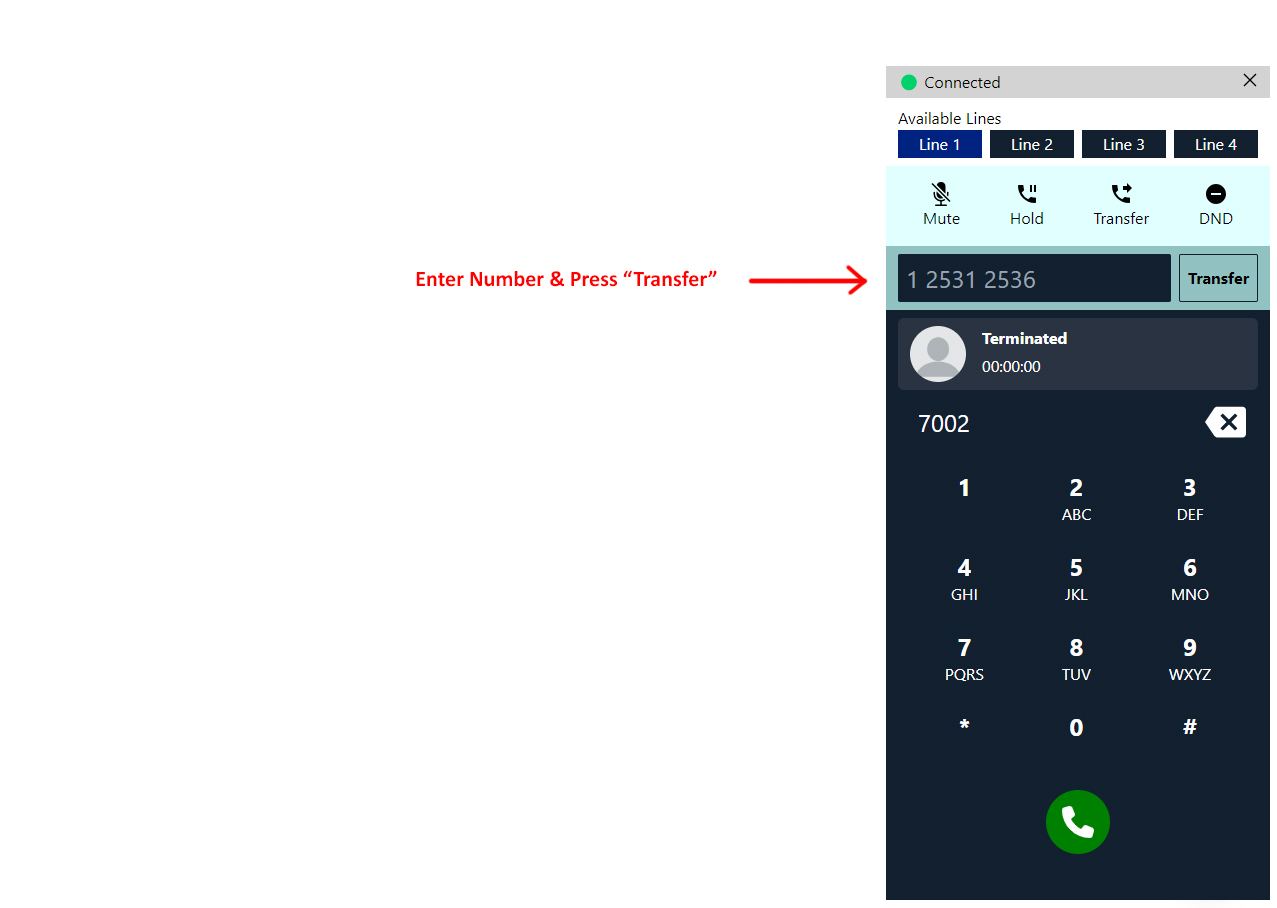 Connected
Available Lines
Line 1 Line 2 Line 3 Line 4
Mute Hold Transfer DND
Enter Number & Press “Transfer” 1 2531 2536 Transfer
Terminated
00:00:00
7002
1 2 3
ABC DEF
4 5 6
GHI JKL MNO
7 8 9
PQRS TUV WXYZ
* 0 #